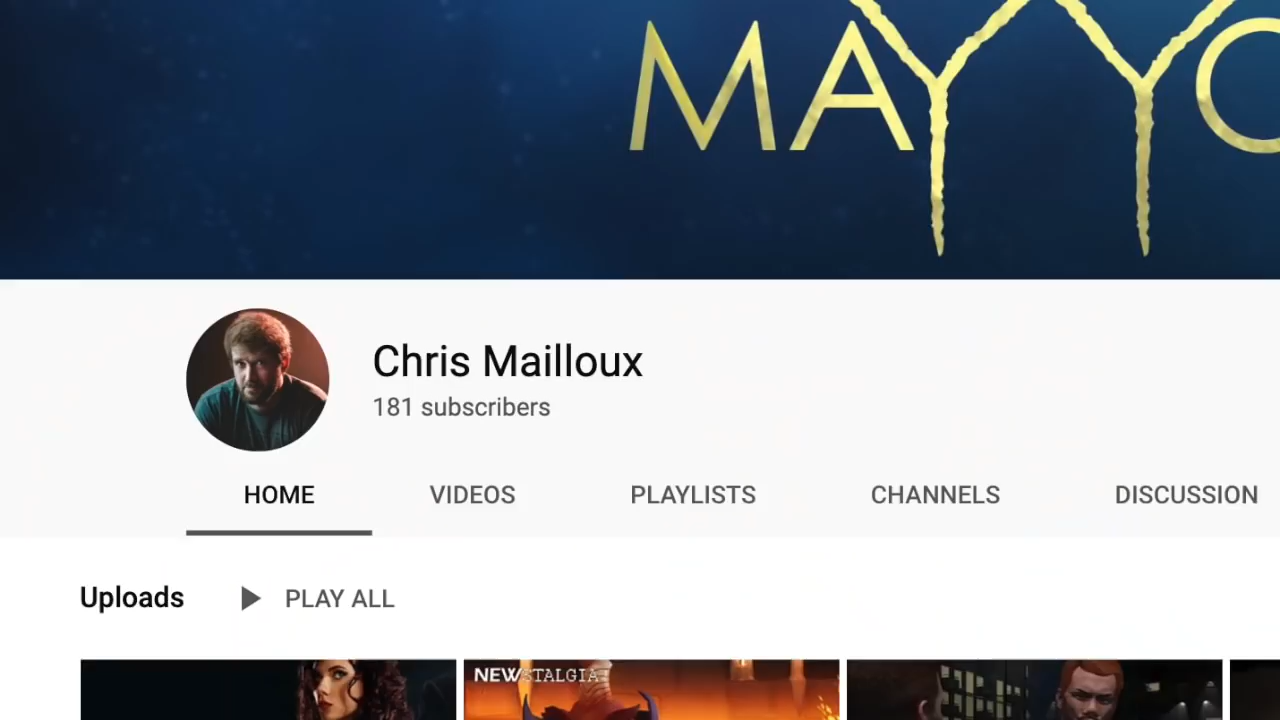 MAYYO
Chris Mailloux
181 subscribers
HOME VIDEOS PLAYLISTS CHANNELS DISCUSSION
Uploads PLAY ALL
NEWSTALGIA